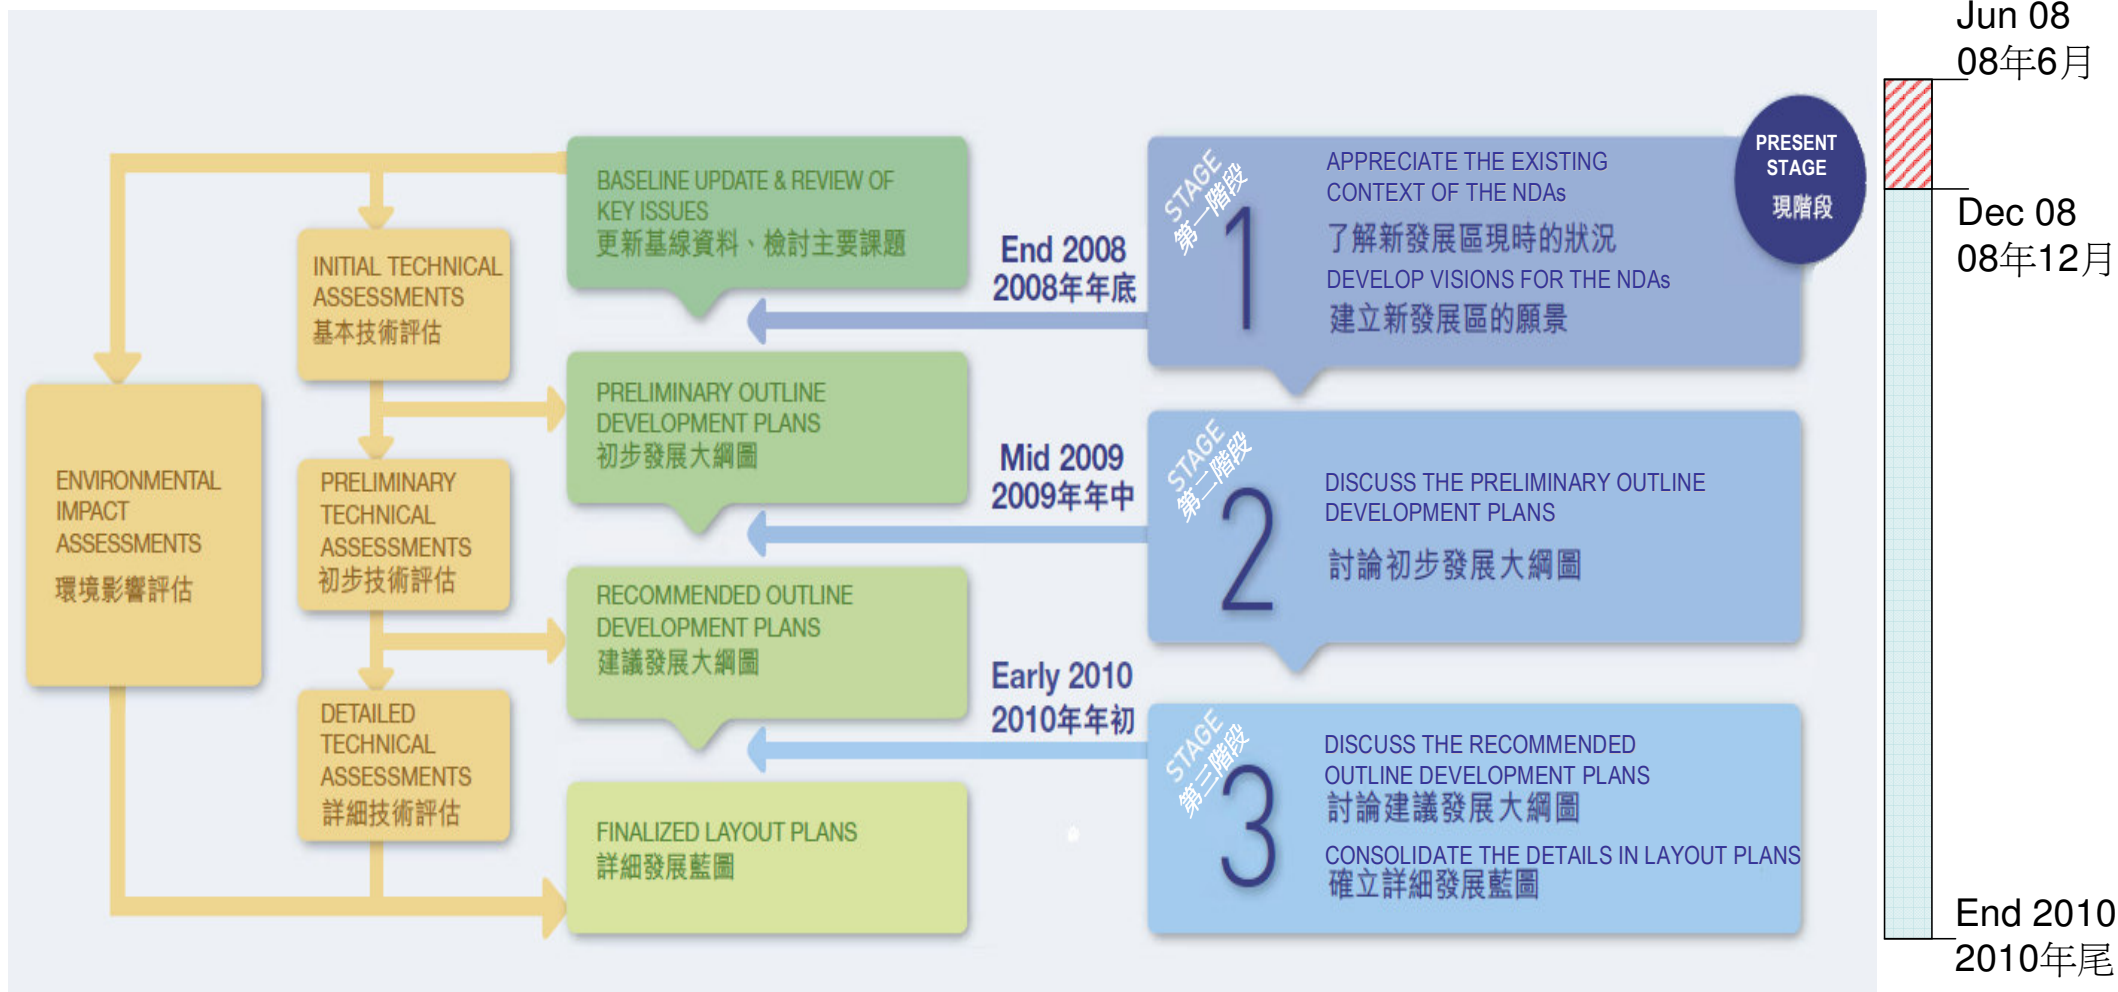 Jun 08
08年6月
Dec 08
08年12月
End 2010
2010年尾
ENVIRONMENTAL
IMPACT
ASSESSMENTS
環境影響評估
INITIAL TECHNICAL
ASSESSMENTS
基本技術評估
PRELIMINARY
TECHNICAL
ASSESSMENTS
初步技術評估
DETAILED
TECHNICAL
ASSESSMENTS
詳細技術評估
BASELINE UPDATE & REVIEW OF
KEY ISSUES
更新基線資料、檢討主要課題
PRELIMINARY OUTLINE
DEVELOPMENT PLANS
初步發展大綱圖
RECOMMENDED OUTLINE
DEVELOPMENT PLANS
建議發展大綱圖
FINALIZED LAYOUT PLANS
詳細發展藍圖
End 2008
2008年年底
Mid 2009
2009年年中
Early 2010
2010年年初
STAGE
第一階段
1
APPRECIATE THE EXISTING
CONTEXT OF THE NDAs
了解新發展區現時的狀況
DEVELOP VISIONS FOR THE NDAs
建立新發展區的願景
PRESENT
STAGE
現階段
STAGE
第二階段
2
DISCUSS THE PRELIMINARY OUTLINE
DEVELOPMENT PLANS
討論初步發展大綱圖
STAGE
第三階段
3
DISCUSS THE RECOMMENDED
OUTLINE DEVELOPMENT PLANS
討論建議發展大綱圖
CONSOLIDATE THE DETAILS IN LAYOUT PLANS
確立詳細發展藍圖